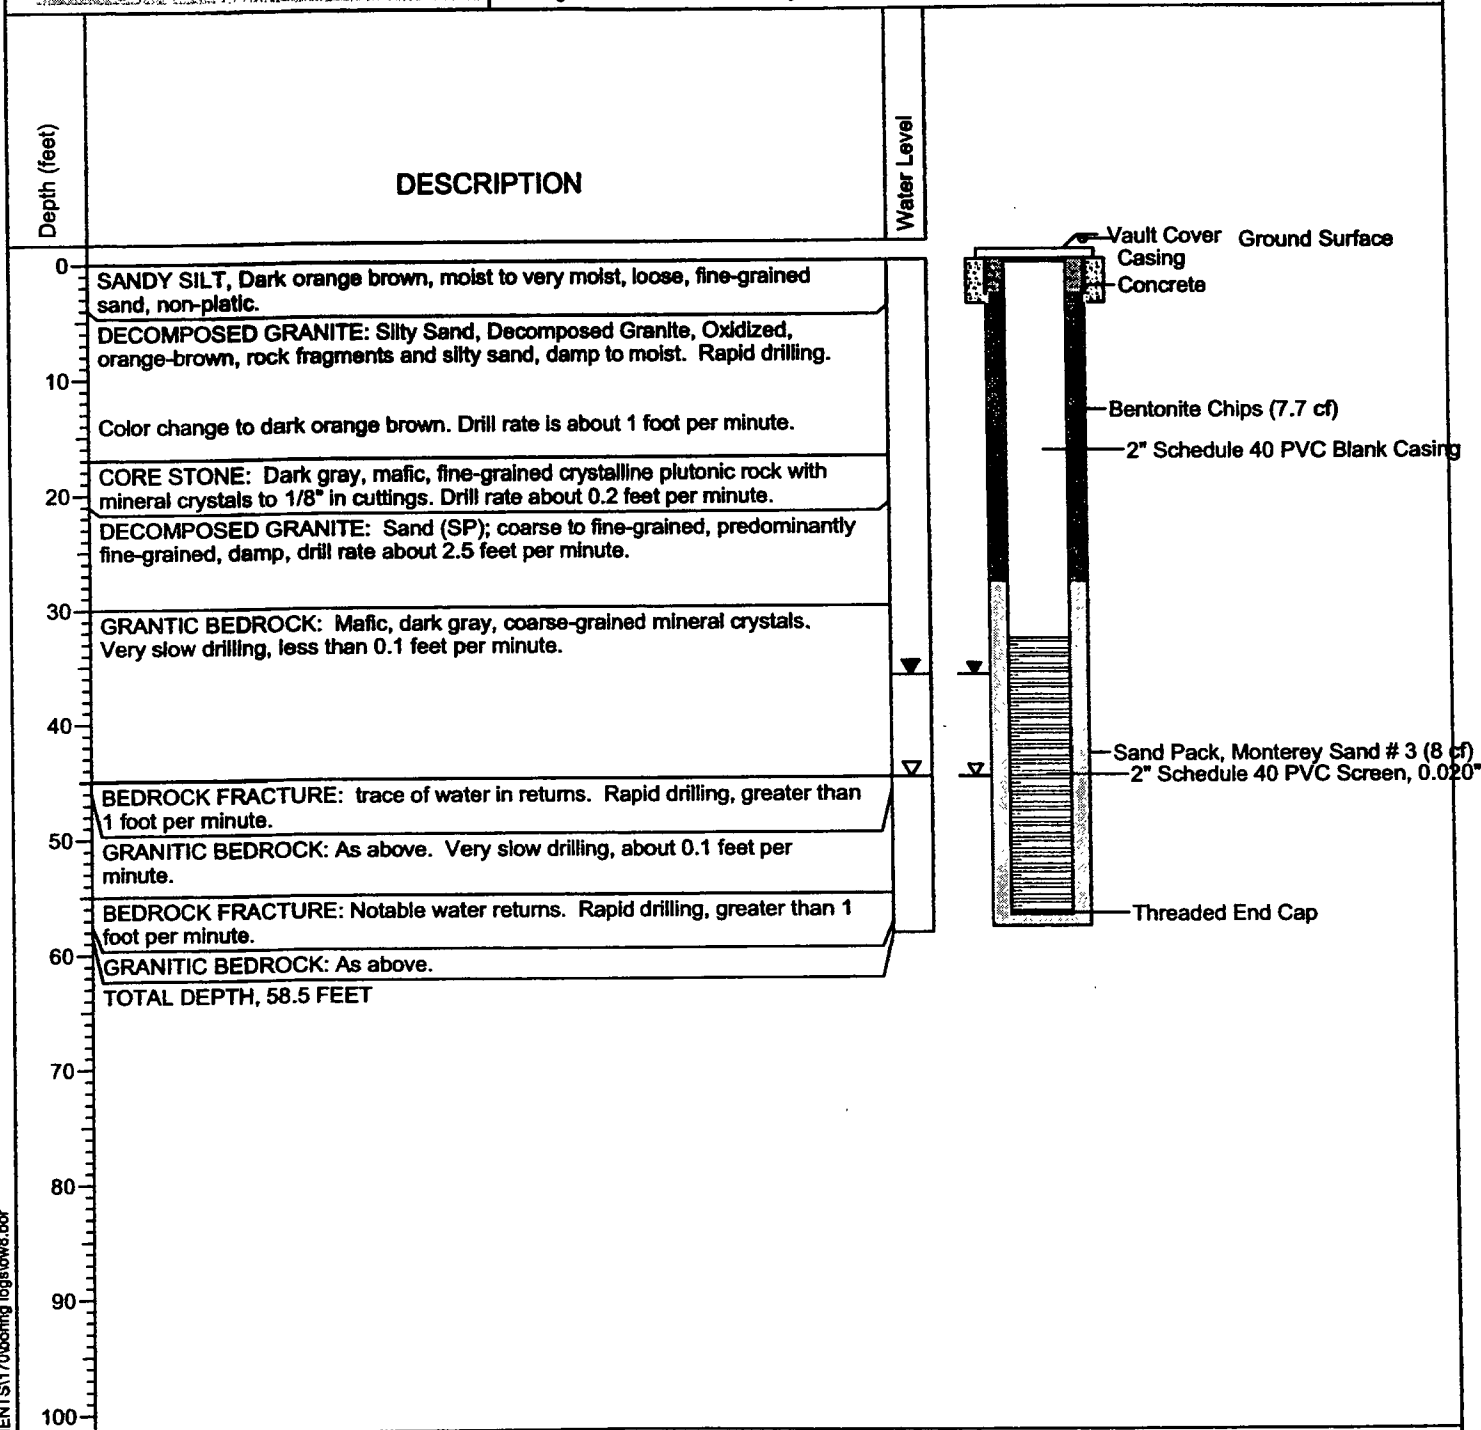 Depth (feet)
DESCRIPTION
Water Level
0
SANDY SILT, Dark orange brown, moist to very moist, loose, fine-grained
sand, non-platic.
DECOMPOSED GRANITE: Silty Sand, Decomposed Granite, Oxidized,
orange-brown, rock fragments and silty sand, damp to moist. Rapid drilling.
10
Color change to dark orange brown. Drill rate is about 1 foot per minute.
CORE STONE: Dark gray, mafic, fine-grained crystalline plutonic rock with
mineral crystals to 1/8" in cuttings. Drill rate about 0.2 feet per minute.
20
DECOMPOSED GRANITE: Sand (SP); coarse to fine-grained, predominantly
fine-grained, damp, drill rate about 2.5 feet per minute.
30
GRANTIC BEDROCK: Mafic, dark gray, coarse-grained mineral crystals.
Very slow drilling, less than 0.1 feet per minute.
40
BEDROCK FRACTURE: trace of water in returns. Rapid drilling, greater than
1 foot per minute.
50
GRANITIC BEDROCK: As above. Very slow drilling, about 0.1 feet per
minute.
BEDROCK FRACTURE: Notable water returns. Rapid drilling, greater than 1
foot per minute.
60
GRANITIC BEDROCK: As above.
TOTAL DEPTH, 58.5 FEET
70
80
90
100
Vault Cover
Ground Surface
Casing
Concrete
Bentonite Chips (7.7 cf)
2" Schedule 40 PVC Blank Casing
Sand Pack, Monterey Sand # 3 (8 cf)
2" Schedule 40 PVC Screen, 0.020"
Threaded End Cap
ENTS\170\boring logs\ow8.bor